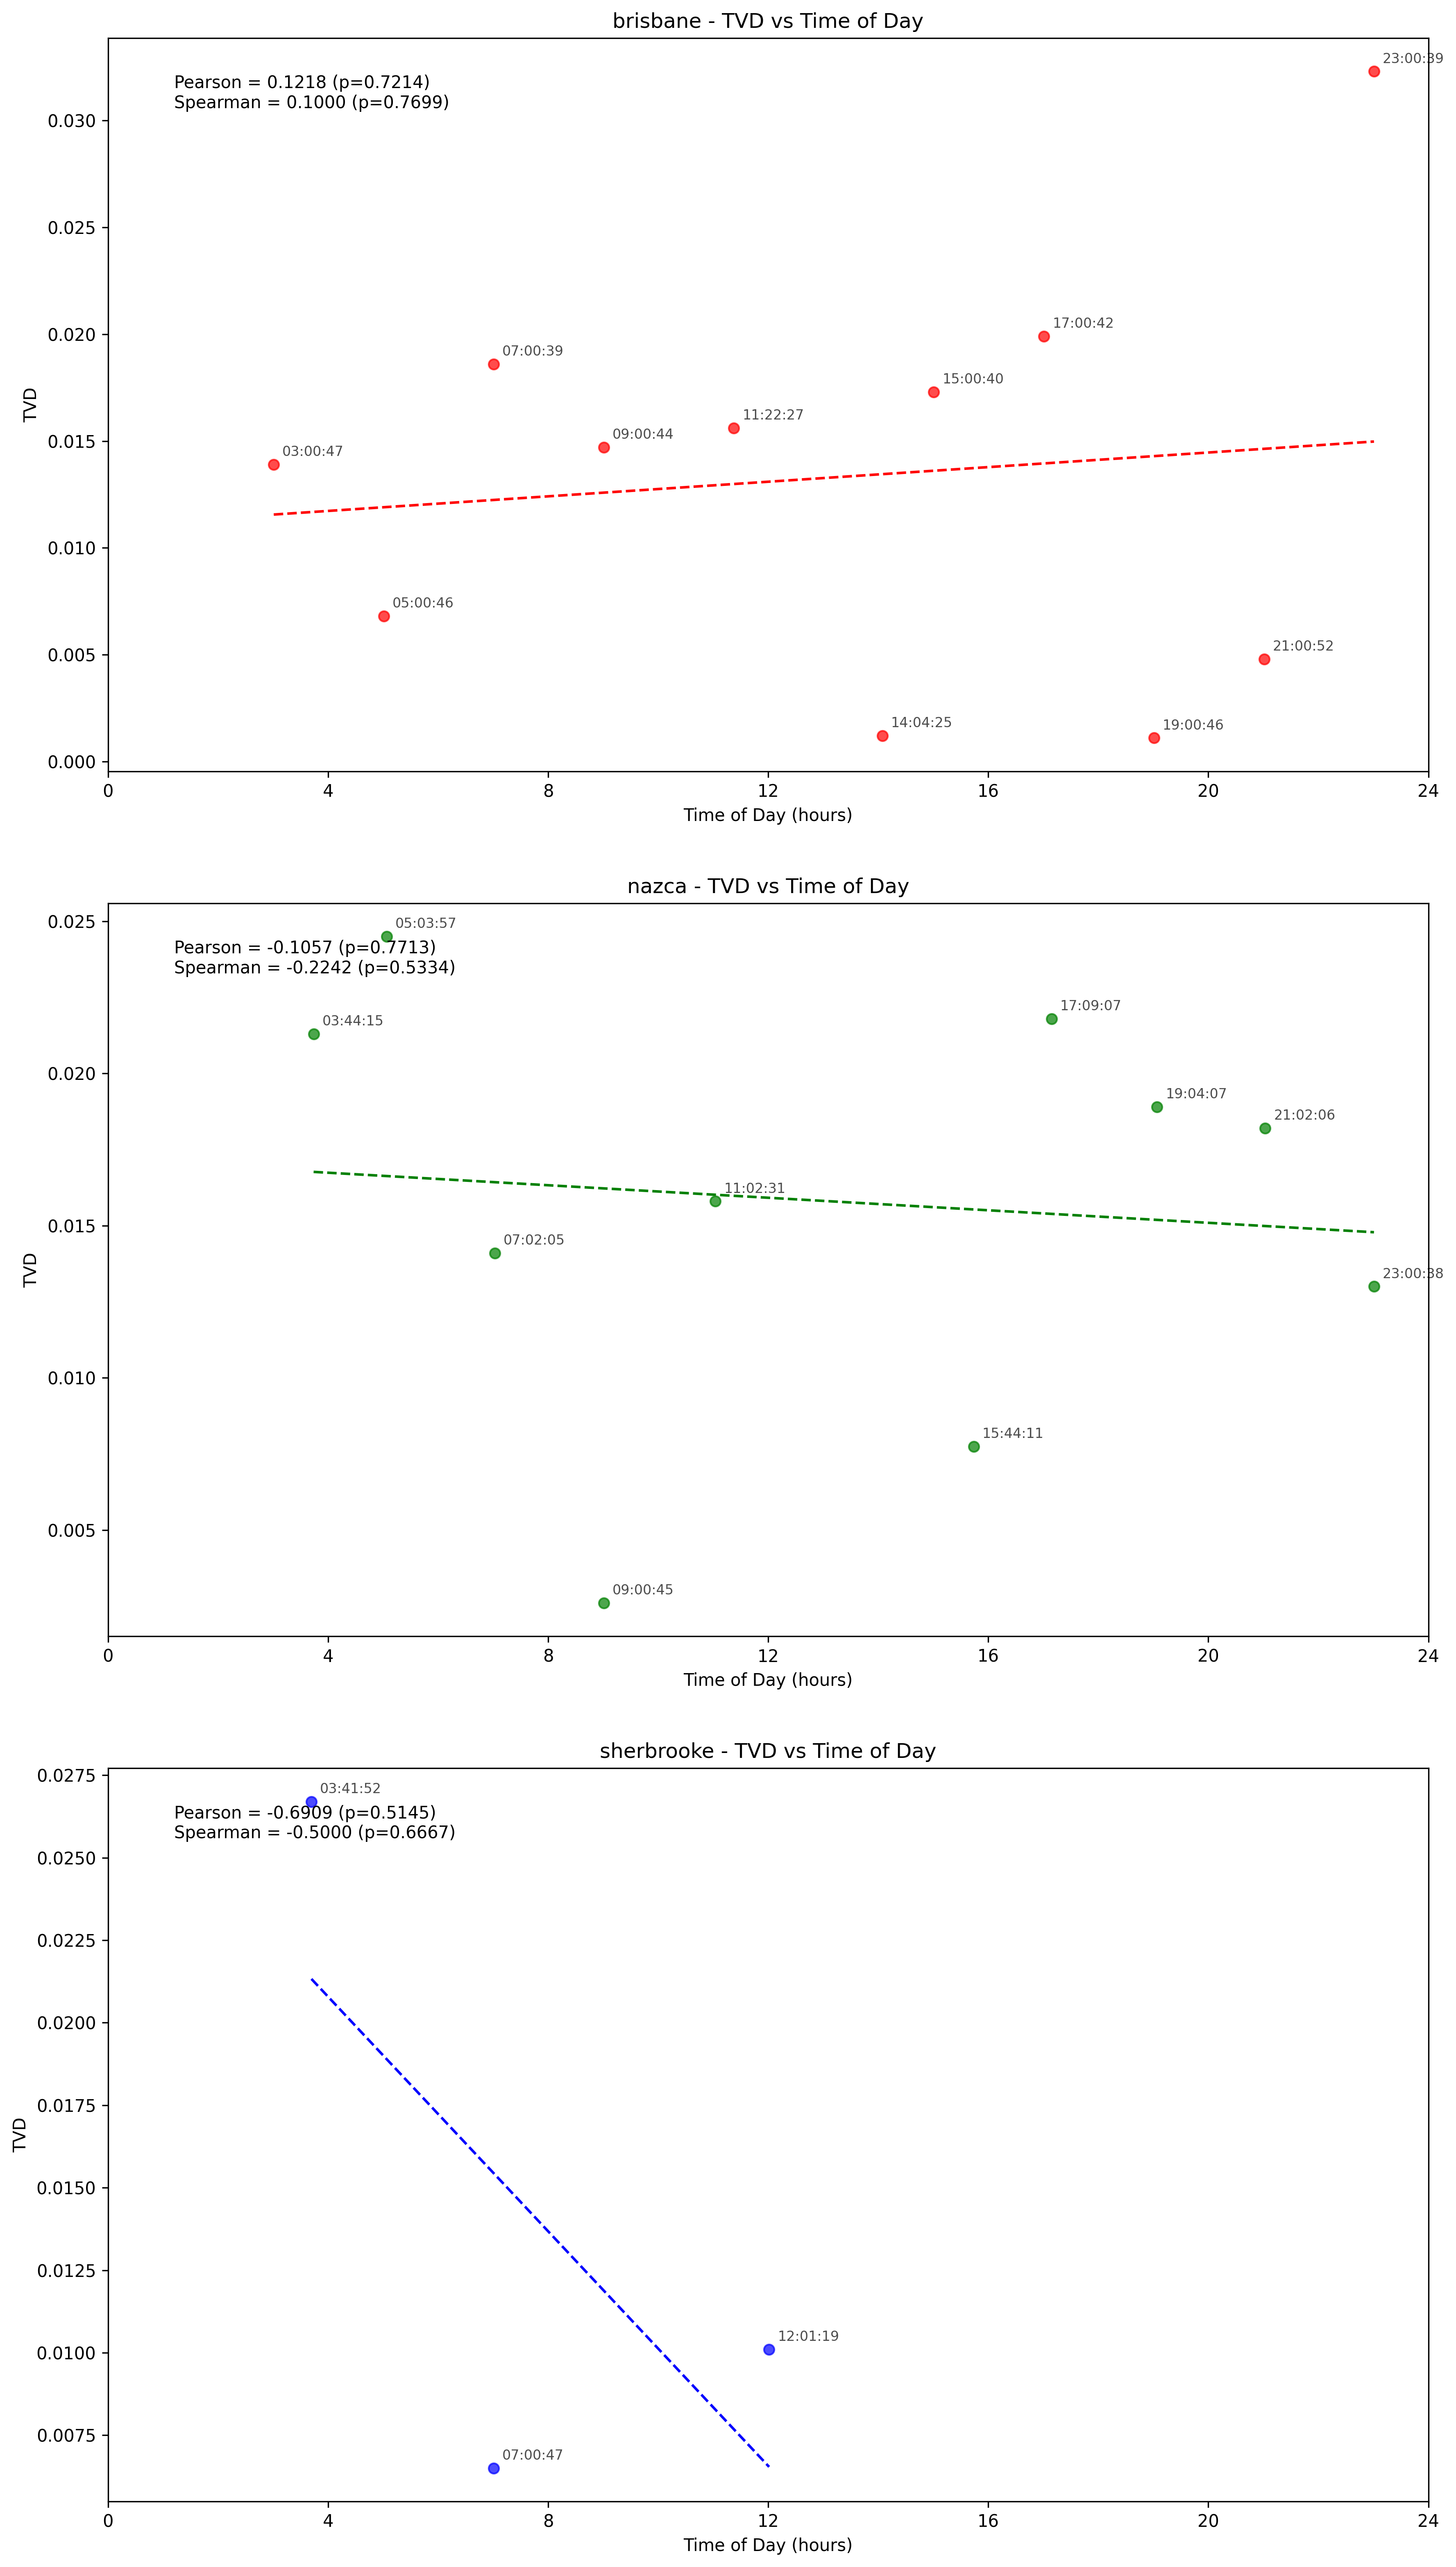 brisbane - TVD vs Time of Day
Pearson = 0.1218 (p=0.7214)
Spearman = 0.1000 (p=0.7699)
23:00:39
0.030
0.025
0.020
0.015
0.010
0.005
0.000
TVD
17:00:42
07:00:39
15:00:40
11:22:27
09:00:44
03:00:47
05:00:46
21:00:52
14:04:25
19:00:46
0 4 8 12 16 20 24
Time of Day (hours)
nazca - TVD vs Time of Day
05:03:57
Pearson = -0.1057 (p=0.7713)
Spearman = -0.2242 (p=0.5334)
0.025
0.020
0.015
0.010
0.005
TVD
17:09:07
03:44:15
19:04:07
21:02:06
11:02:31
07:02:05
23:00:38
15:44:11
09:00:45
0 4 8 12 16 20 24
Time of Day (hours)
sherbrooke - TVD vs Time of Day
03:41:52
Pearson = -0.6909 (p=0.5145)
Spearman = -0.5000 (p=0.6667)
0.0275
0.0250
0.0225
0.0200
0.0175
0.0150
0.0125
0.0100
0.0075
TVD
12:01:19
07:00:47
0 4 8 12 16 20 24
Time of Day (hours)